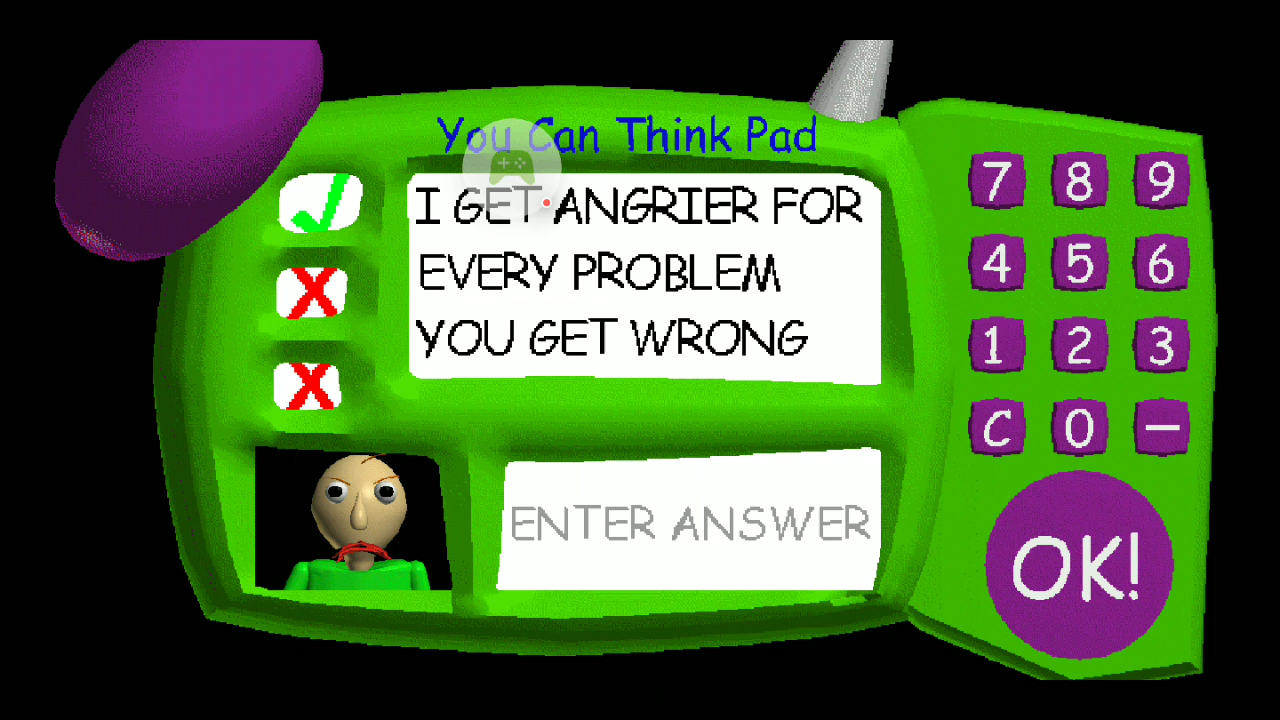 You Can Think Pad
I GET ANGRIER FOR
EVERY PROBLEM
YOU GET WRONG
ENTER ANSWER
7 8 9
4 5 6
1 2 3
C 0 −
OK!